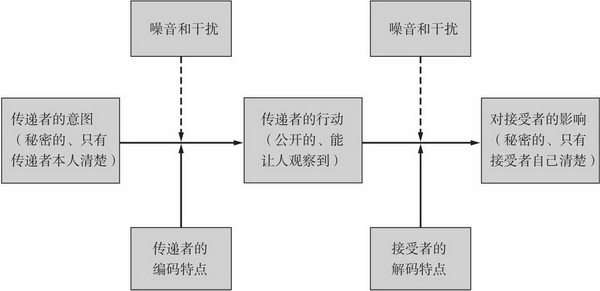 噪音和干扰
噪音和干扰
传递者的意图
（秘密的、只有
传递者本人清楚）
传递者的行动
（公开的、能
让人观察到）
对接受者的影响
（秘密的、只有
接受者自己清楚）
传递者的
编码特点
接受者的
解码特点